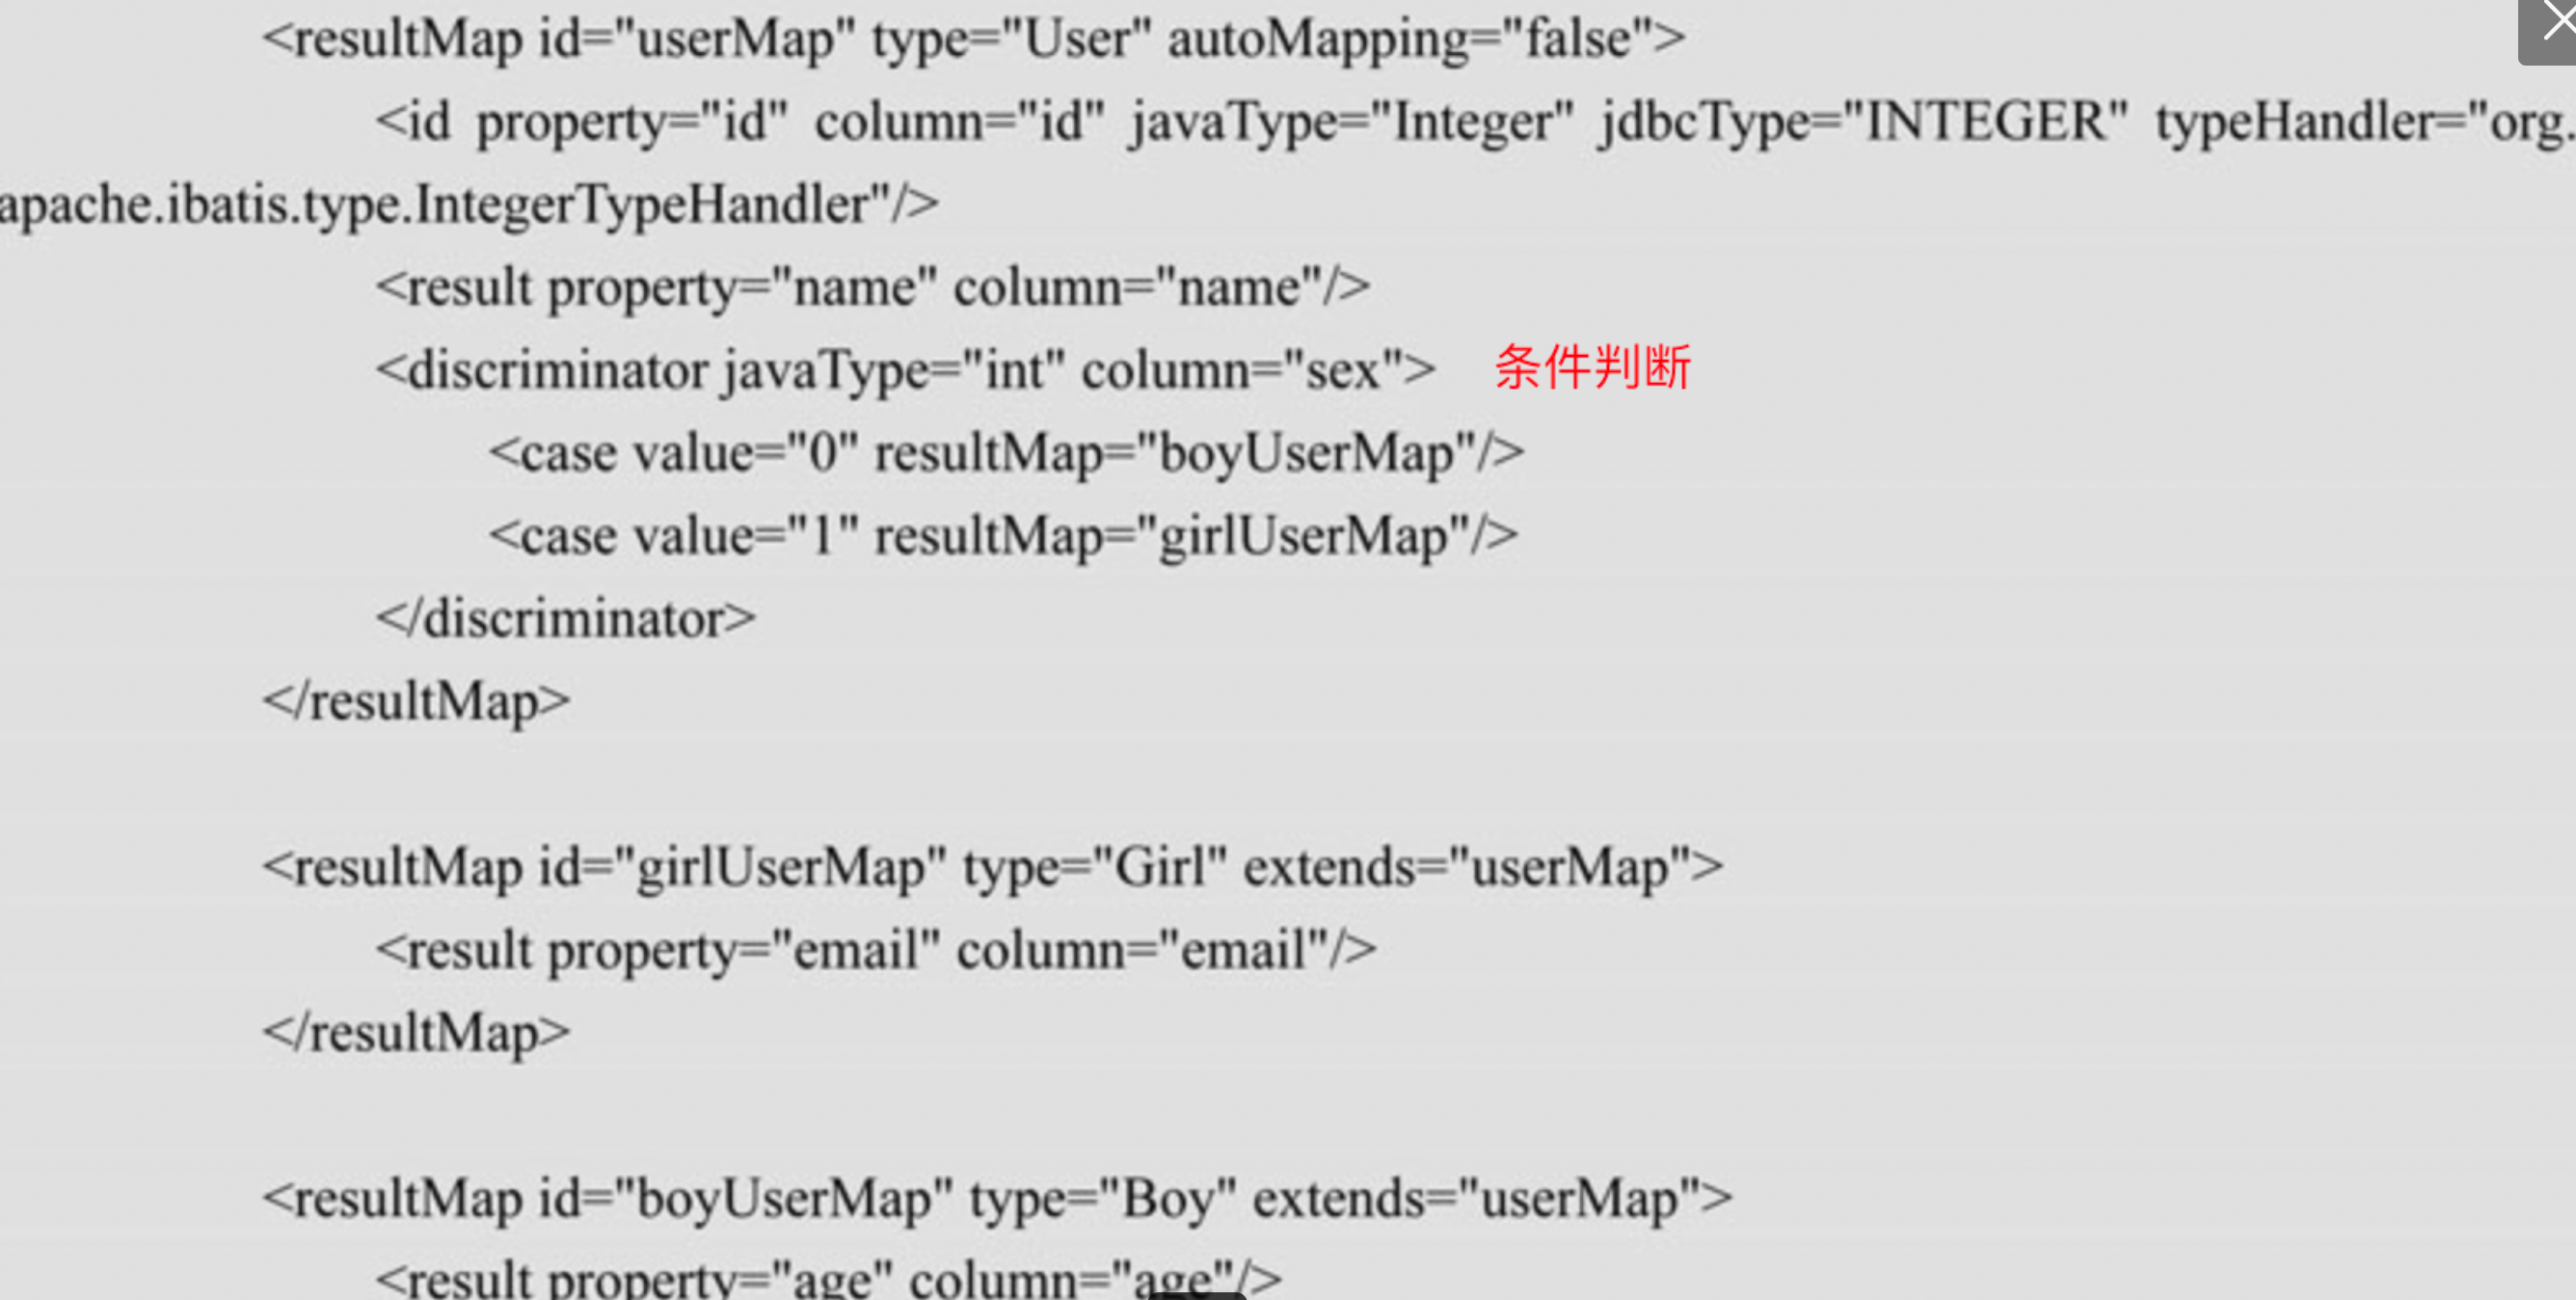 <resultMap id="userMap" type="User" autoMapping="false">
<id property="id" column="id" javaType="Integer" jdbcType="INTEGER" typeHandler="org.
apache.ibatis.type.IntegerTypeHandler"/>
<result property="name" column="name"/>
<discriminator javaType="int" column="sex"> 条件判断
<case value="0" resultMap="boyUserMap"/>
<case value="1" resultMap="girlUserMap"/>
</discriminator>
</resultMap>
<resultMap id="girlUserMap" type="Girl" extends="userMap">
<result property="email" column="email"/>
</resultMap>
<resultMap id="boyUserMap" type="Boy" extends="userMap">
<result property="age" column="age"/>